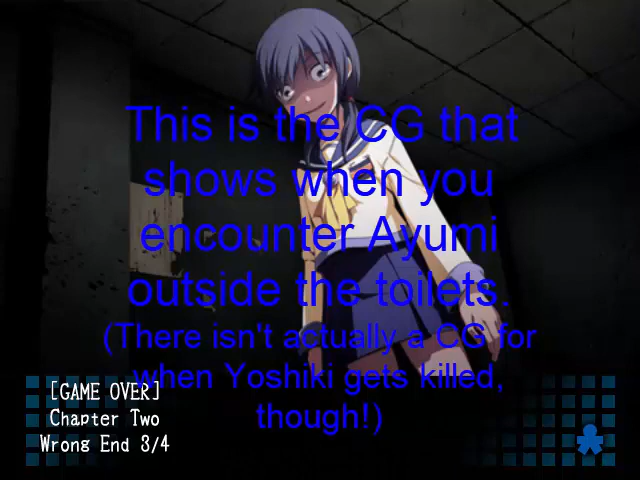 This is the CG that
shows when you
encounter Ayumi
outside the toilets.
(There isn't actually a CG for
when Yoshiki gets killed,
though!)
[GAME OVER]
Chapter Two
Wrong End 3/4